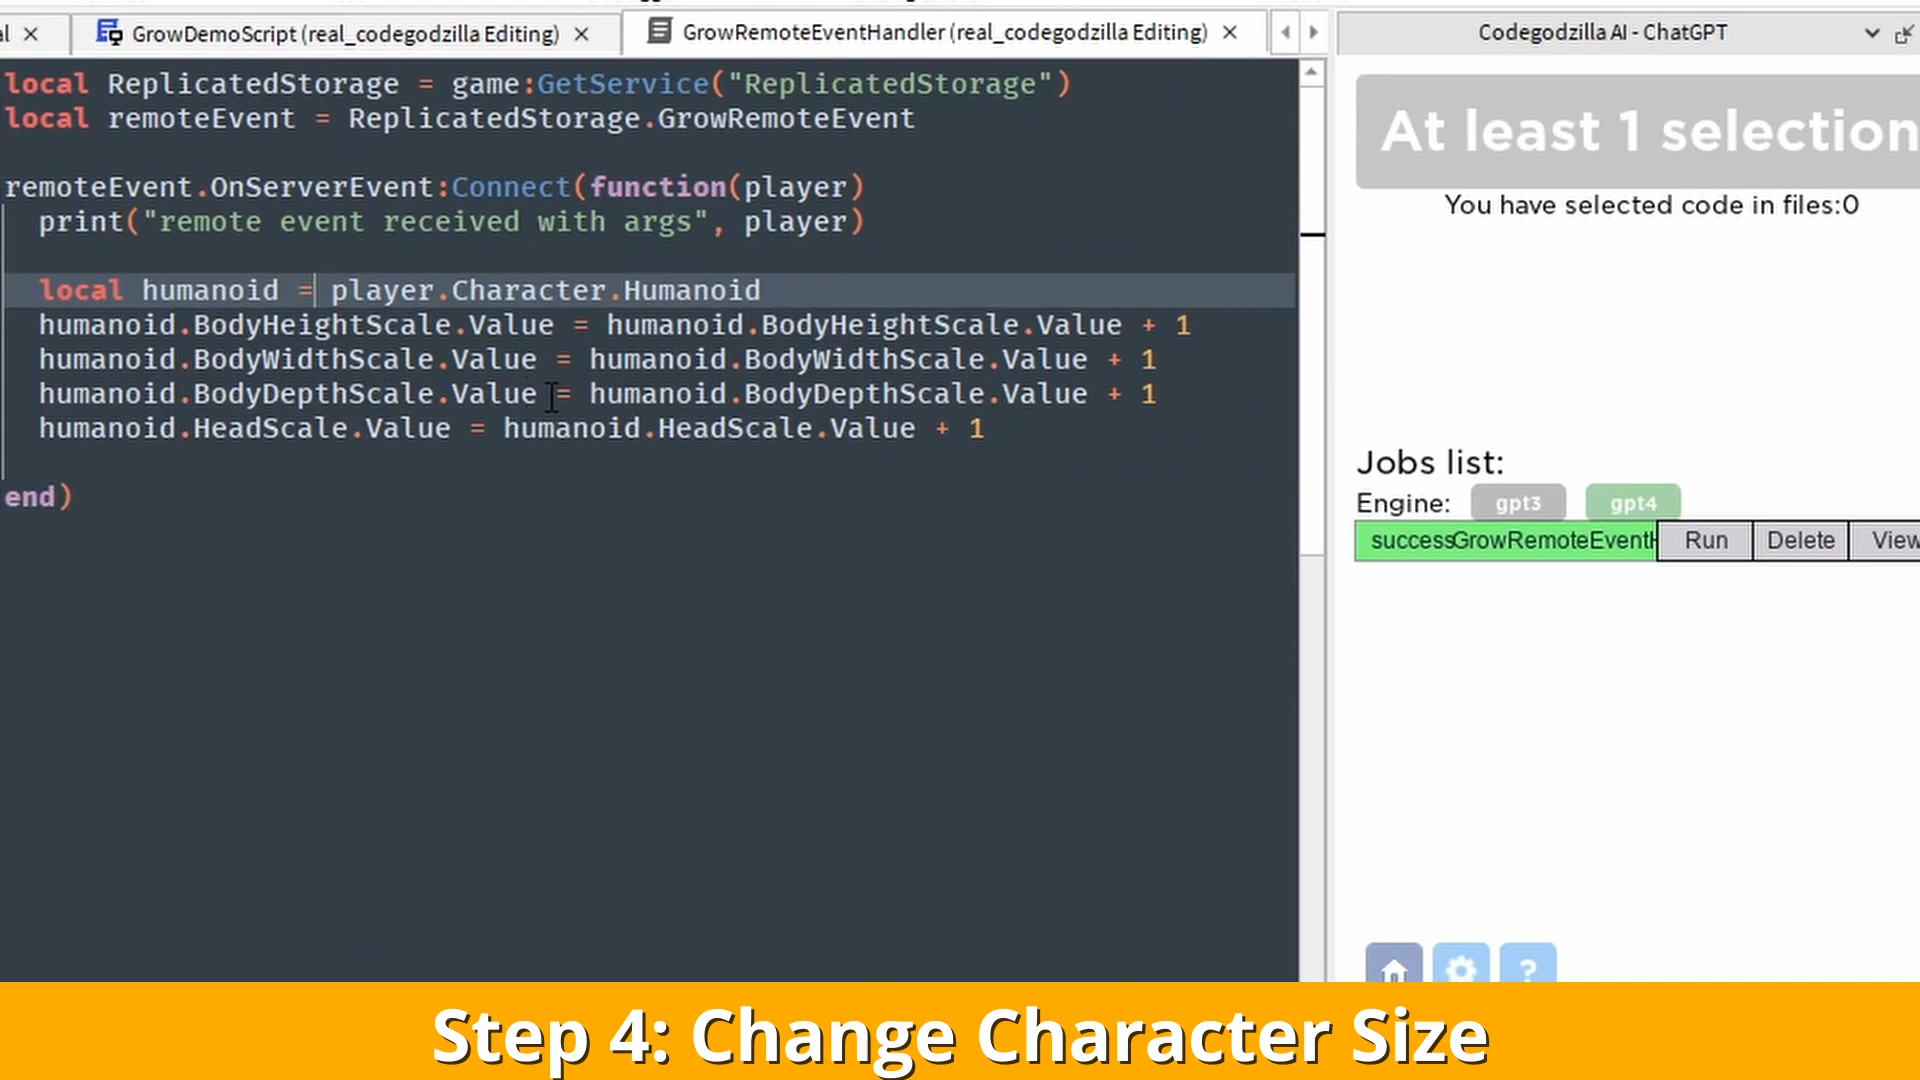 GrowDemoScript (real_codegodzilla Editing)
GrowRemoteEventHandler (real_codegodzilla Editing)
Codegodzilla AI - ChatGPT
local ReplicatedStorage = game:GetService("ReplicatedStorage")
local remoteEvent = ReplicatedStorage.GrowRemoteEvent
remoteEvent.OnServerEvent:Connect(function(player)
print("remote event received with args", player)
local humanoid = player.Character.Humanoid
humanoid.BodyHeightScale.Value = humanoid.BodyHeightScale.Value + 1
humanoid.BodyWidthScale.Value = humanoid.BodyWidthScale.Value + 1
humanoid.BodyDepthScale.Value = humanoid.BodyDepthScale.Value + 1
humanoid.HeadScale.Value = humanoid.HeadScale.Value + 1
end)
At least 1 selection
You have selected code in files:0
Jobs list:
Engine: gpt3 gpt4
successGrowRemoteEventH Run Delete View
?
Step 4: Change Character Size